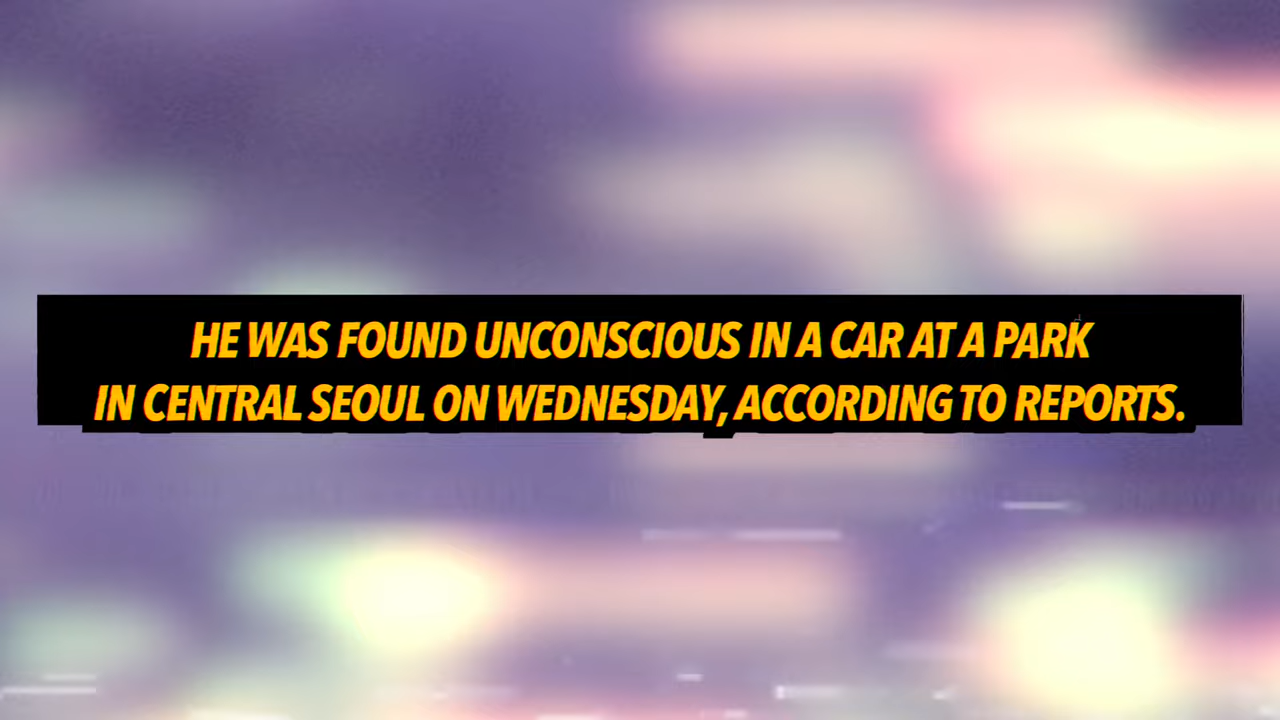 HE WAS FOUND UNCONSCIOUS IN A CAR AT A PARK
IN CENTRAL SEOUL ON WEDNESDAY, ACCORDING TO REPORTS.